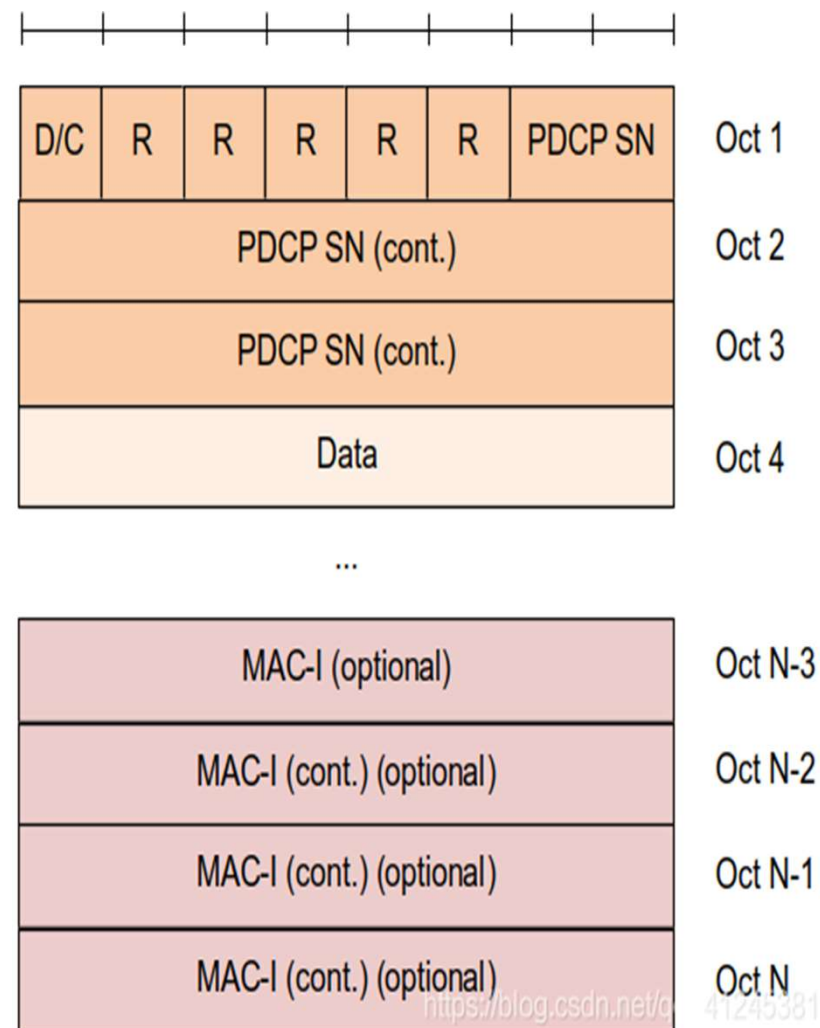 D/C R R R R R PDCP SN Oct 1
PDCP SN (cont.) Oct 2
PDCP SN (cont.) Oct 3
Data Oct 4
...
MAC-I (optional) Oct N-3
MAC-I (cont.) (optional) Oct N-2
MAC-I (cont.) (optional) Oct N-1
MAC-I (cont.) (optional) Oct N
https://blog.csdn.net/q 41245381